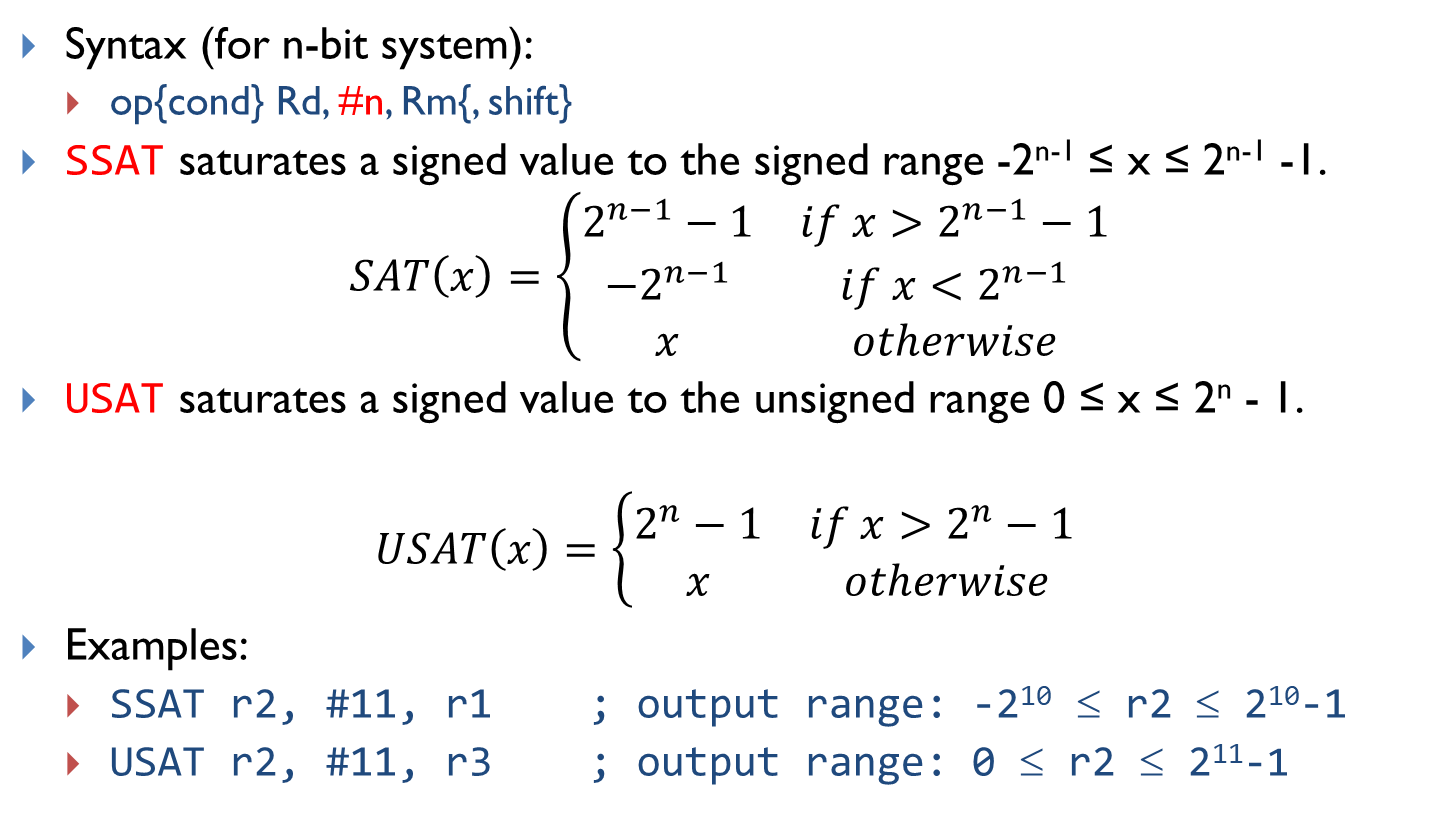 Syntax (for n-bit system):
op{cond} Rd, #n, Rm{, shift}
SSAT saturates a signed value to the signed range -2ⁿ⁻¹ ≤ x ≤ 2ⁿ⁻¹ -1.
SAT(x) = { 2ⁿ⁻¹ − 1 if x > 2ⁿ⁻¹ − 1
−2ⁿ⁻¹ if x < 2ⁿ⁻¹
x otherwise
USAT saturates a signed value to the unsigned range 0 ≤ x ≤ 2ⁿ - 1.
USAT(x) = { 2ⁿ − 1 if x > 2ⁿ − 1
x otherwise
Examples:
SSAT r2, #11, r1 ; output range: -2¹⁰ ≤ r2 ≤ 2¹⁰-1
USAT r2, #11, r3 ; output range: 0 ≤ r2 ≤ 2¹¹-1